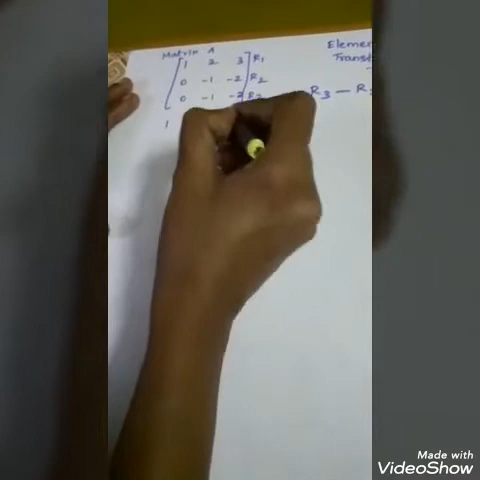 Matrix A
Elemen
Transf
1 2 3 R1
0 -1 -2 R2
0 -1 -2 R3
R3 - R
1
Made with
VideoShow